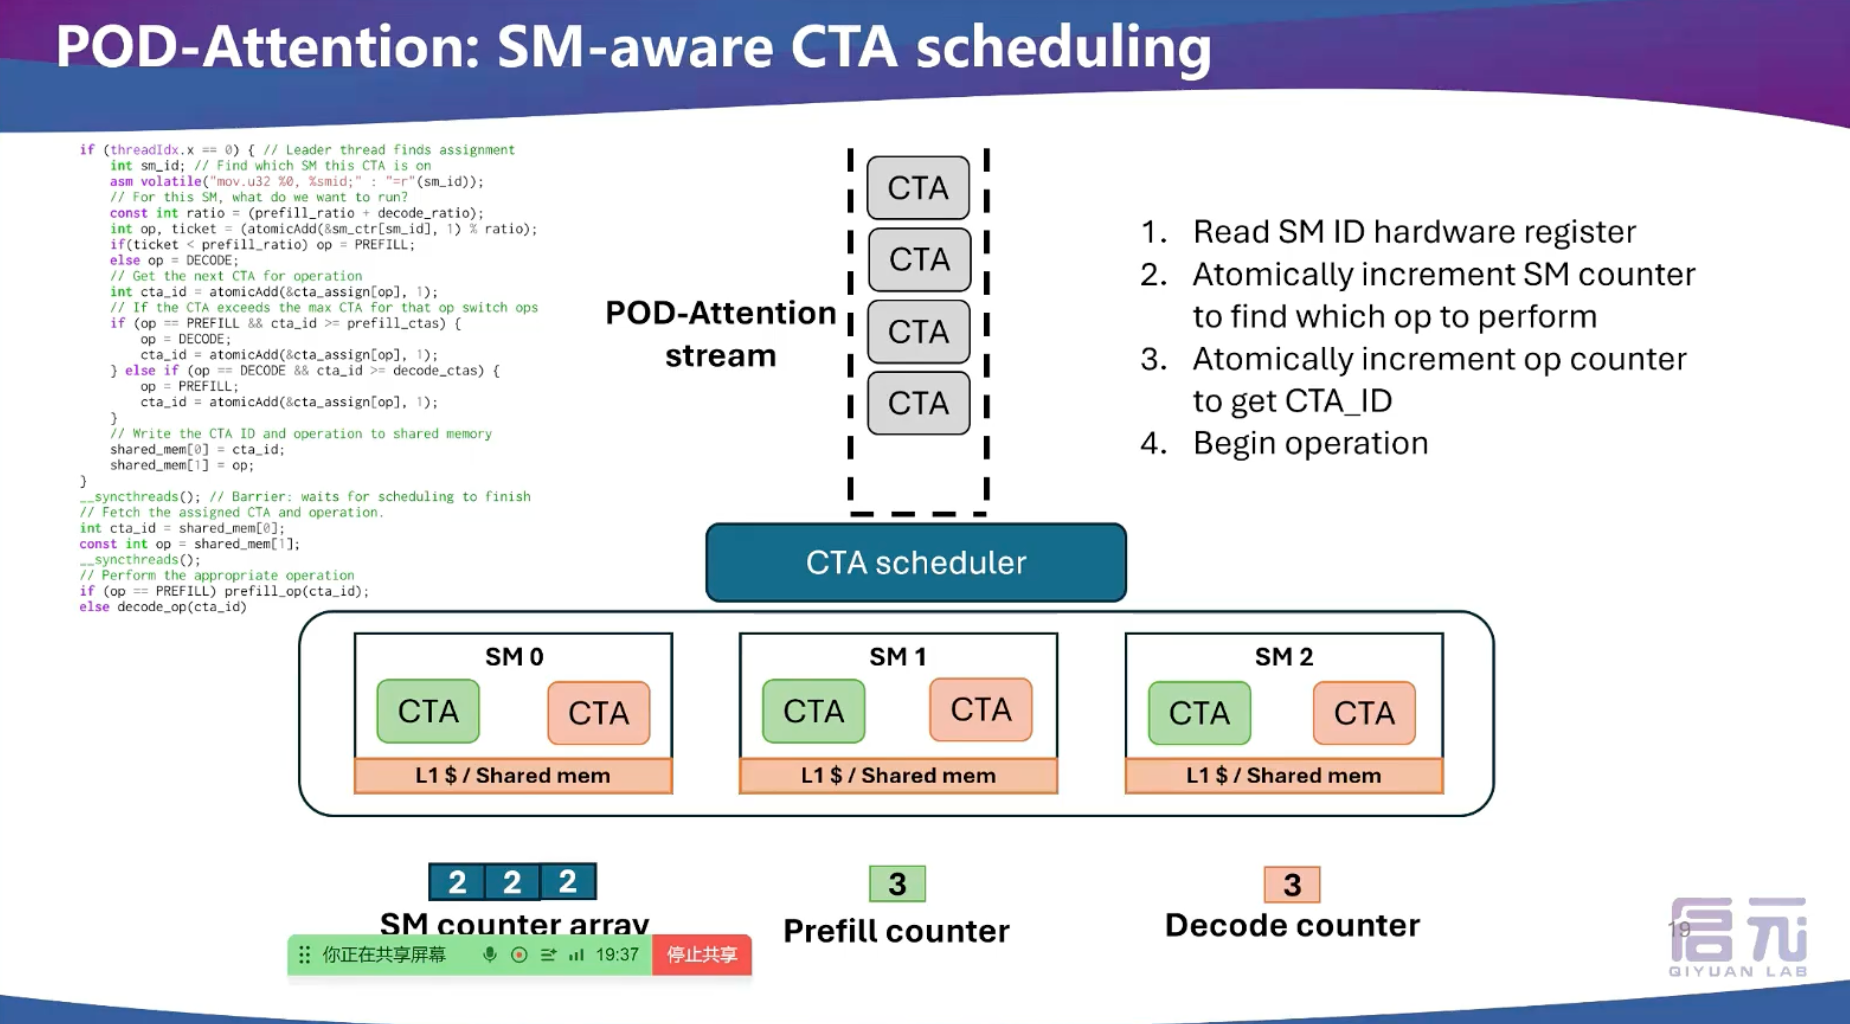 POD-Attention: SM-aware CTA scheduling
if (threadIdx.x == 0) { // Leader thread finds assignment
    int sm_id; // Find which SM this CTA is on
    asm volatile("mov.u32 %0, %smid;" : "=r"(sm_id));
    // For this SM, what do we want to run?
    const int ratio = (prefill_ratio + decode_ratio);
    int op, ticket = (atomicAdd(&sm_ctr[sm_id], 1) % ratio);
    if(ticket < prefill_ratio) op = PREFILL;
    else op = DECODE;
    // Get the next CTA for operation
    int cta_id = atomicAdd(&cta_assign[op], 1);
    // If the CTA exceeds the max CTA for that op switch ops
    if (op == PREFILL && cta_id >= prefill_ctas) {
        op = DECODE;
        cta_id = atomicAdd(&cta_assign[op], 1);
    } else if (op == DECODE && cta_id >= decode_ctas) {
        op = PREFILL;
        cta_id = atomicAdd(&cta_assign[op], 1);
    }
    // Write the CTA ID and operation to shared memory
    shared_mem[0] = cta_id;
    shared_mem[1] = op;
}
__syncthreads(); // Barrier: waits for scheduling to finish
// Fetch the assigned CTA and operation.
int cta_id = shared_mem[0];
const int op = shared_mem[1];
__syncthreads();
// Perform the appropriate operation
if (op == PREFILL) prefill_op(cta_id);
else decode_op(cta_id)
POD-Attention
stream
CTA
CTA
CTA
CTA
1. Read SM ID hardware register
2. Atomically increment SM counter
to find which op to perform
3. Atomically increment op counter
to get CTA_ID
4. Begin operation
CTA scheduler
SM 0
CTA CTA
L1 $ / Shared mem
SM 1
CTA CTA
L1 $ / Shared mem
SM 2
CTA CTA
L1 $ / Shared mem
2 2 2
SM counter array
3
Prefill counter
3
Decode counter
你正在共享屏幕 19:37 停止共享
19
启元
QIYUAN LAB